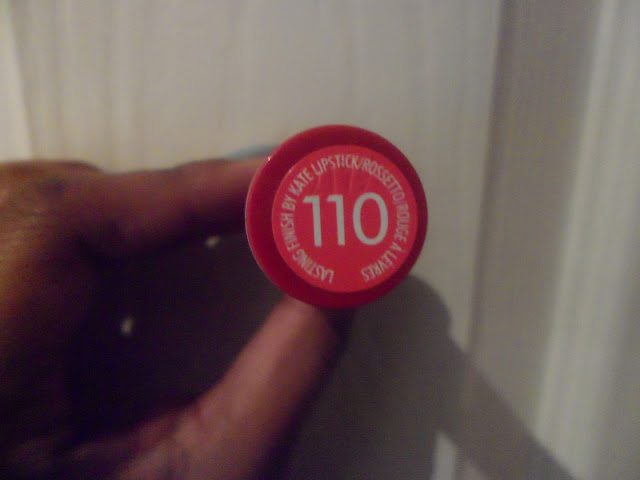 LASTING FINISH BY KATE LIPSTICK/ROSSETTO/ROUGE A LEVRES
110